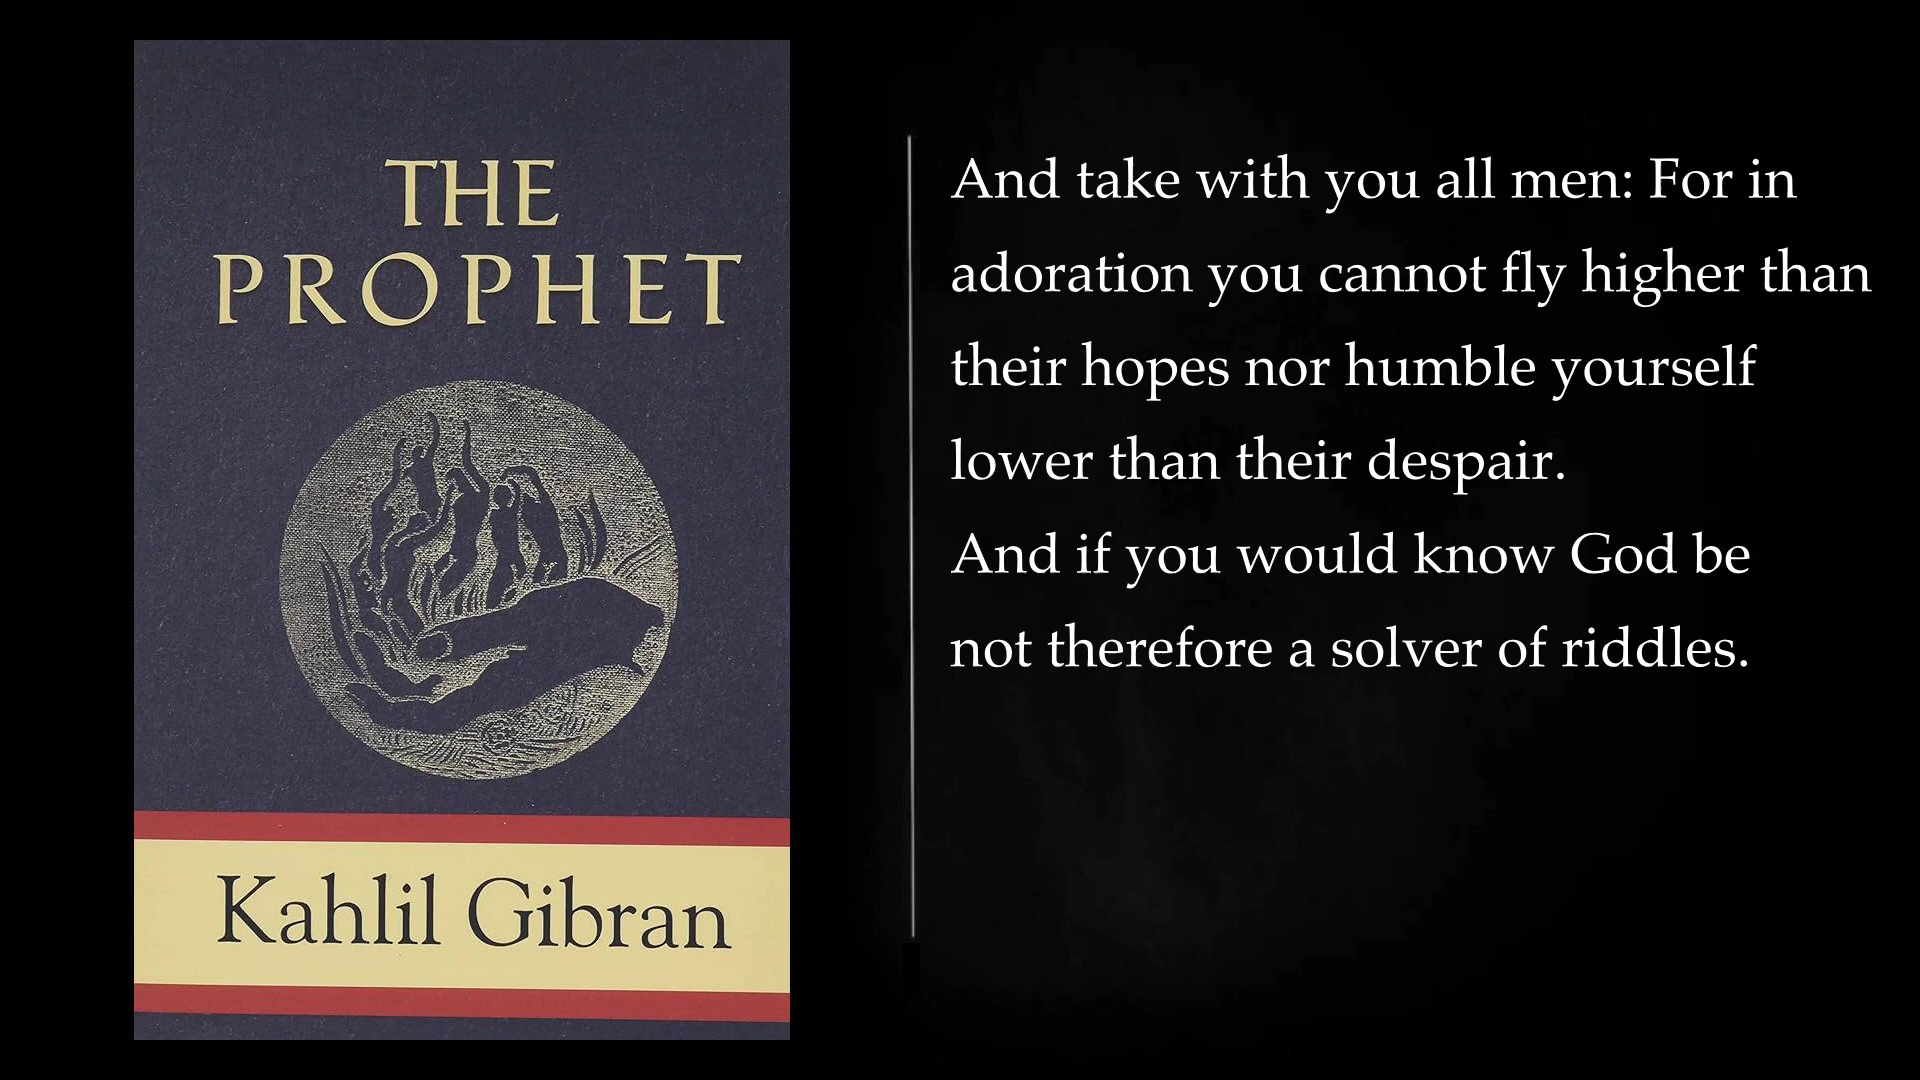 THE
PROPHET
Kahlil Gibran
And take with you all men: For in
adoration you cannot fly higher than
their hopes nor humble yourself
lower than their despair.
And if you would know God be
not therefore a solver of riddles.